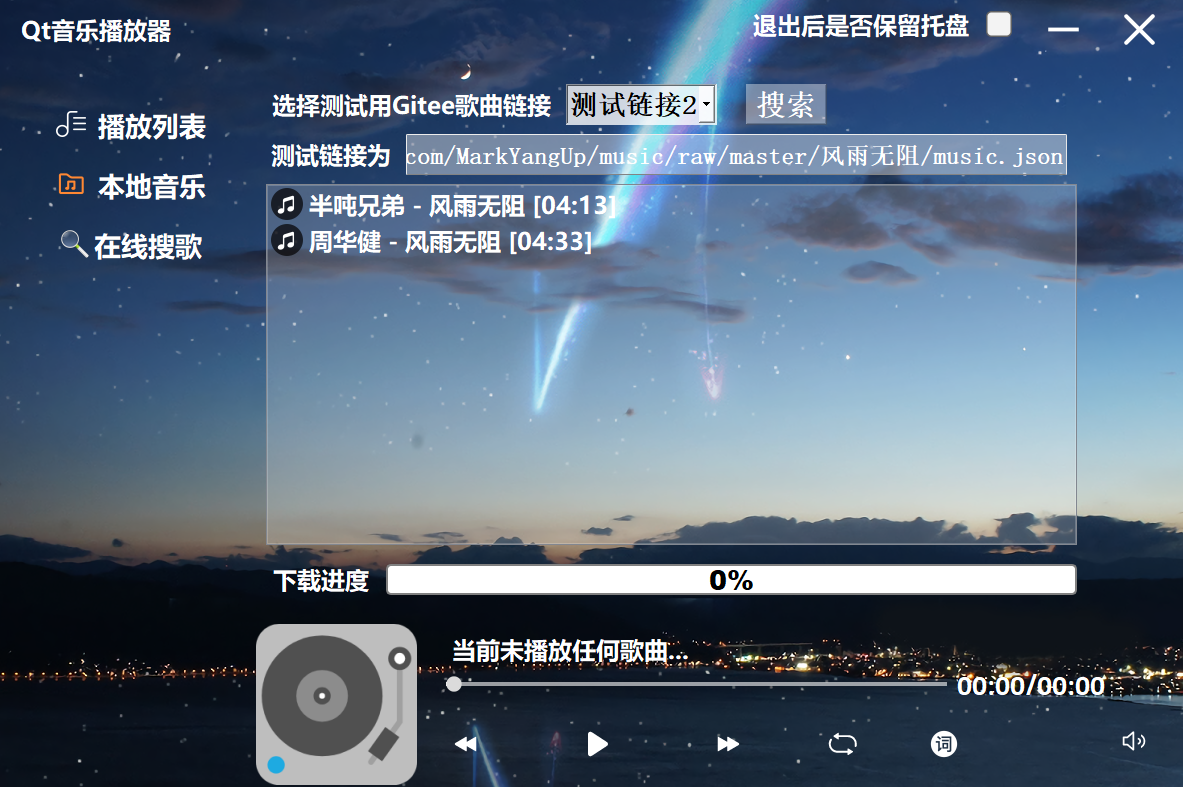 Qt音乐播放器
退出后是否保留托盘
播放列表
本地音乐
在线搜歌
选择测试用Gitee歌曲链接 测试链接2 搜索
测试链接为 com/MarkYangUp/music/raw/master/风雨无阻/music.json
半吨兄弟 - 风雨无阻 [04:13]
周华健 - 风雨无阻 [04:33]
下载进度 0%
当前未播放任何歌曲...
00:00/00:00
词